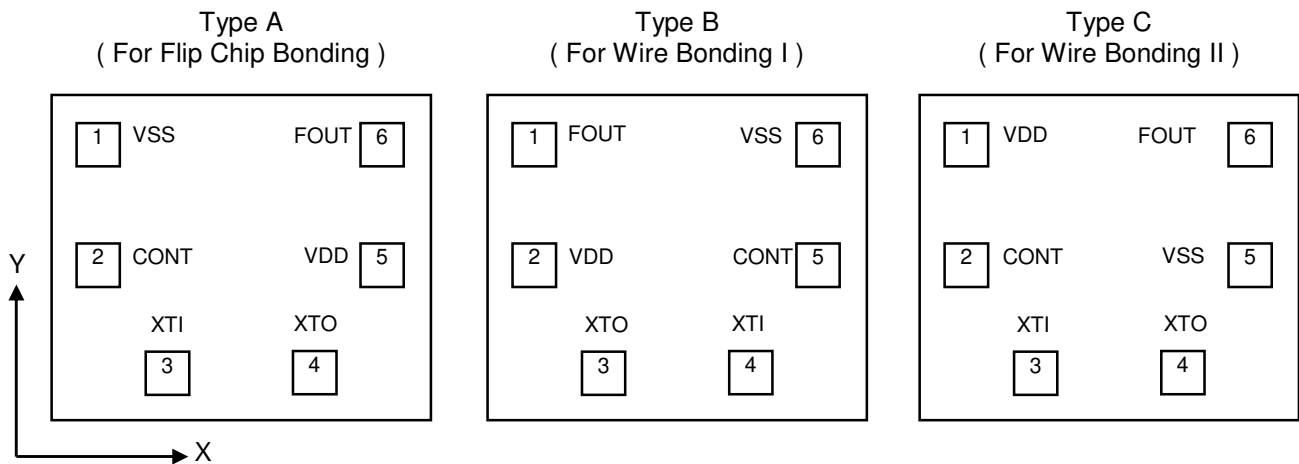 Type A
( For Flip Chip Bonding )
1 VSS FOUT 6
2 CONT VDD 5
XTI XTO
3 4
Type B
( For Wire Bonding I )
1 FOUT VSS 6
2 VDD CONT 5
XTO XTI
3 4
Type C
( For Wire Bonding II )
1 VDD FOUT 6
2 CONT VSS 5
XTI XTO
3 4
Y
X